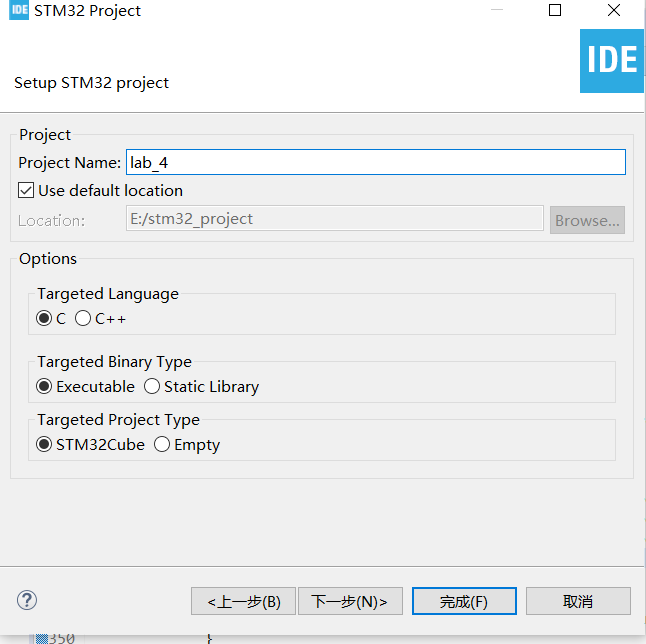 IDE STM32 Project
IDE
Setup STM32 project
Project
Project Name: lab_4
Use default location
Location: E:/stm32_project Browse...
Options
Targeted Language
C C++
Targeted Binary Type
Executable Static Library
Targeted Project Type
STM32Cube Empty
? <上一步(B) 下一步(N)> 完成(F) 取消
350 }